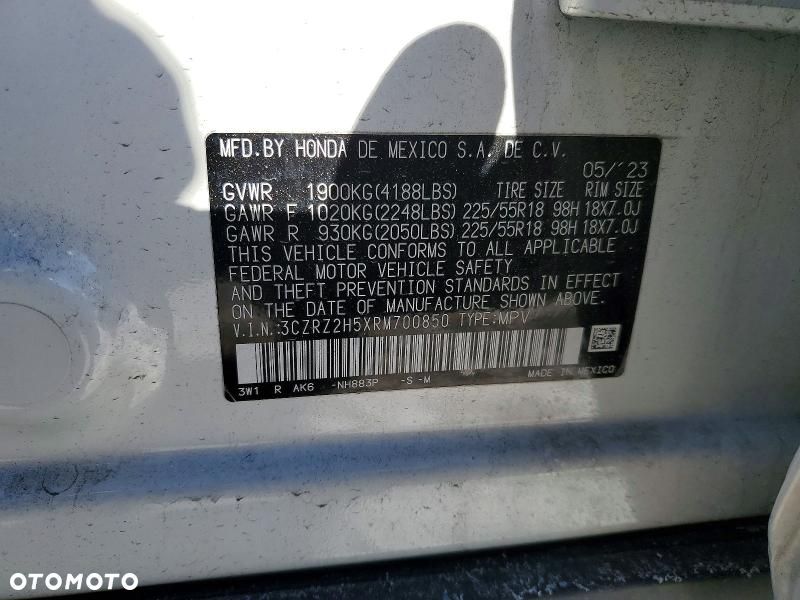 MFD.BY HONDA DE MEXICO S.A. DE C.V.
05/'23
GVWR 1900KG(4188LBS) TIRE SIZE RIM SIZE
GAWR F 1020KG(2248LBS) 225/55R18 98H 18X7.0J
GAWR R 930KG(2050LBS) 225/55R18 98H 18X7.0J
THIS VEHICLE CONFORMS TO ALL APPLICABLE
FEDERAL MOTOR VEHICLE SAFETY
AND THEFT PREVENTION STANDARDS IN EFFECT
ON THE DATE OF MANUFACTURE SHOWN ABOVE.
V.I.N.:3CZRZ2H5XRM700850 TYPE:MPV
3W1 R AK6 -NH883P -S -M MADE IN MEXICO
OTOMOTO